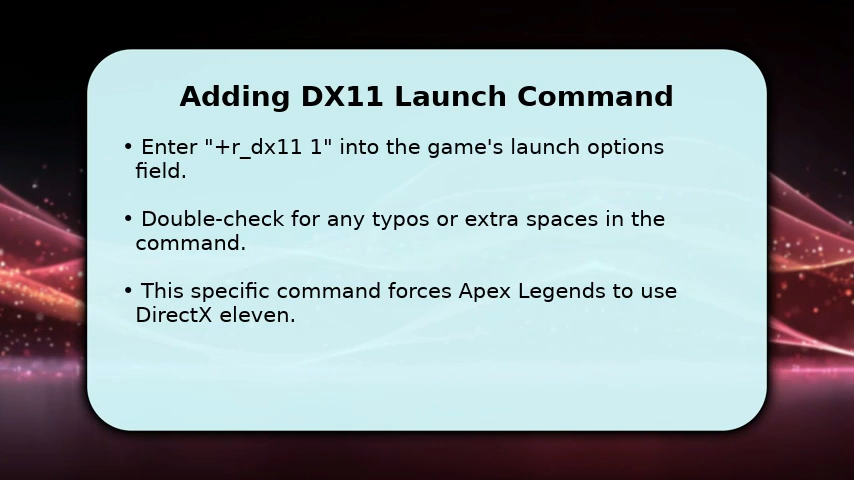 Adding DX11 Launch Command
• Enter "+r_dx11 1" into the game's launch options
field.
• Double-check for any typos or extra spaces in the
command.
• This specific command forces Apex Legends to use
DirectX eleven.